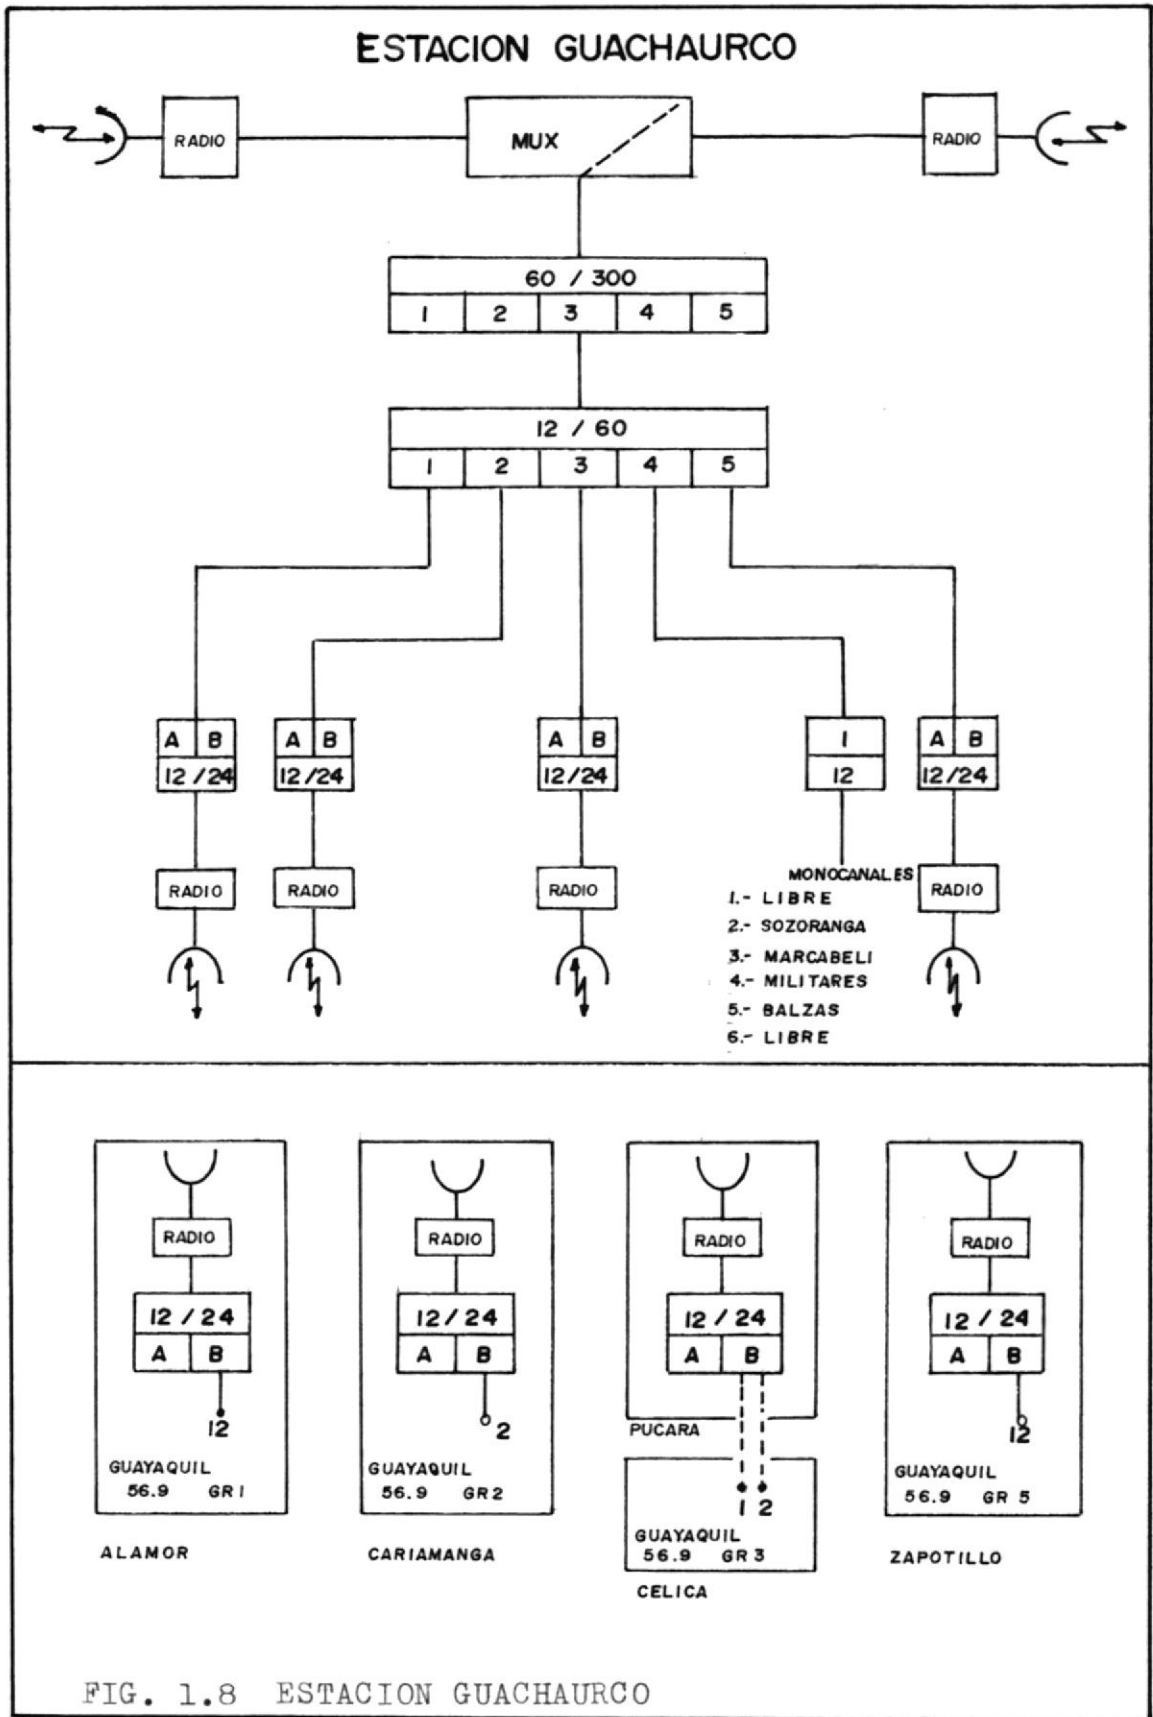 ESTACION GUACHAURCO
RADIO
MUX
RADIO
60 / 300
1 2 3 4 5
12 / 60
1 2 3 4 5
A B
12/24
A B
12/24
A B
12/24
1
12
A B
12/24
RADIO
RADIO
RADIO
RADIO
MONOCANALES
1.- LIBRE
2.- SOZORANGA
3.- MARCABELI
4.- MILITARES
5.- BALZAS
6.- LIBRE
RADIO
12 / 24
A B
12
GUAYAQUIL
56.9 GR 1
ALAMOR
RADIO
12/24
A B
2
GUAYAQUIL
56.9 GR2
CARIAMANGA
RADIO
12 / 24
A B
PUCARA
1 2
GUAYAQUIL
56.9 GR 3
CELICA
RADIO
12 / 24
A B
12
GUAYAQUIL
56.9 GR 5
ZAPOTILLO
FIG. 1.8 ESTACION GUACHAURCO